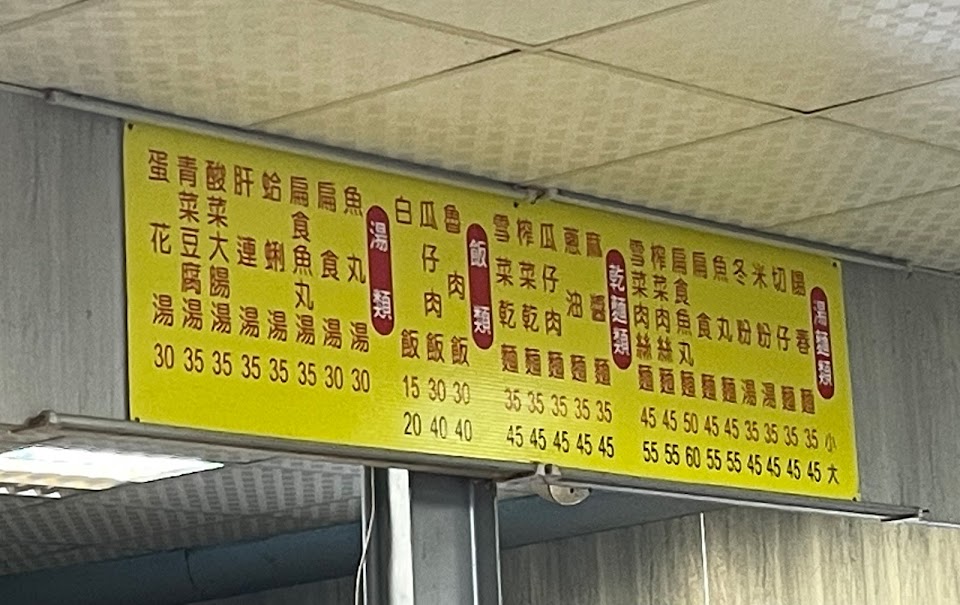 湯麵類
小 大
陽春麵 35 45
切仔麵 35 45
米粉湯 35 45
冬粉湯 35 45
魚丸麵 45 55
扁食麵 45 55
扁食魚丸麵 50 60
榨菜肉絲麵 45 55
雪菜肉絲麵 45 55
乾麵類
麻醬麵 35 45
蔥油麵 35 45
瓜仔肉麵 35 45
榨菜乾麵 35 45
雪菜乾麵 35 45
飯類
魯肉飯 30 40
瓜仔肉飯 30 40
白飯 15 20
湯類
魚丸湯 30
扁食湯 30
扁食魚丸湯 35
蛤蜊湯 35
肝連湯 35
酸菜大腸湯 35
青菜豆腐湯 35
蛋花湯 30